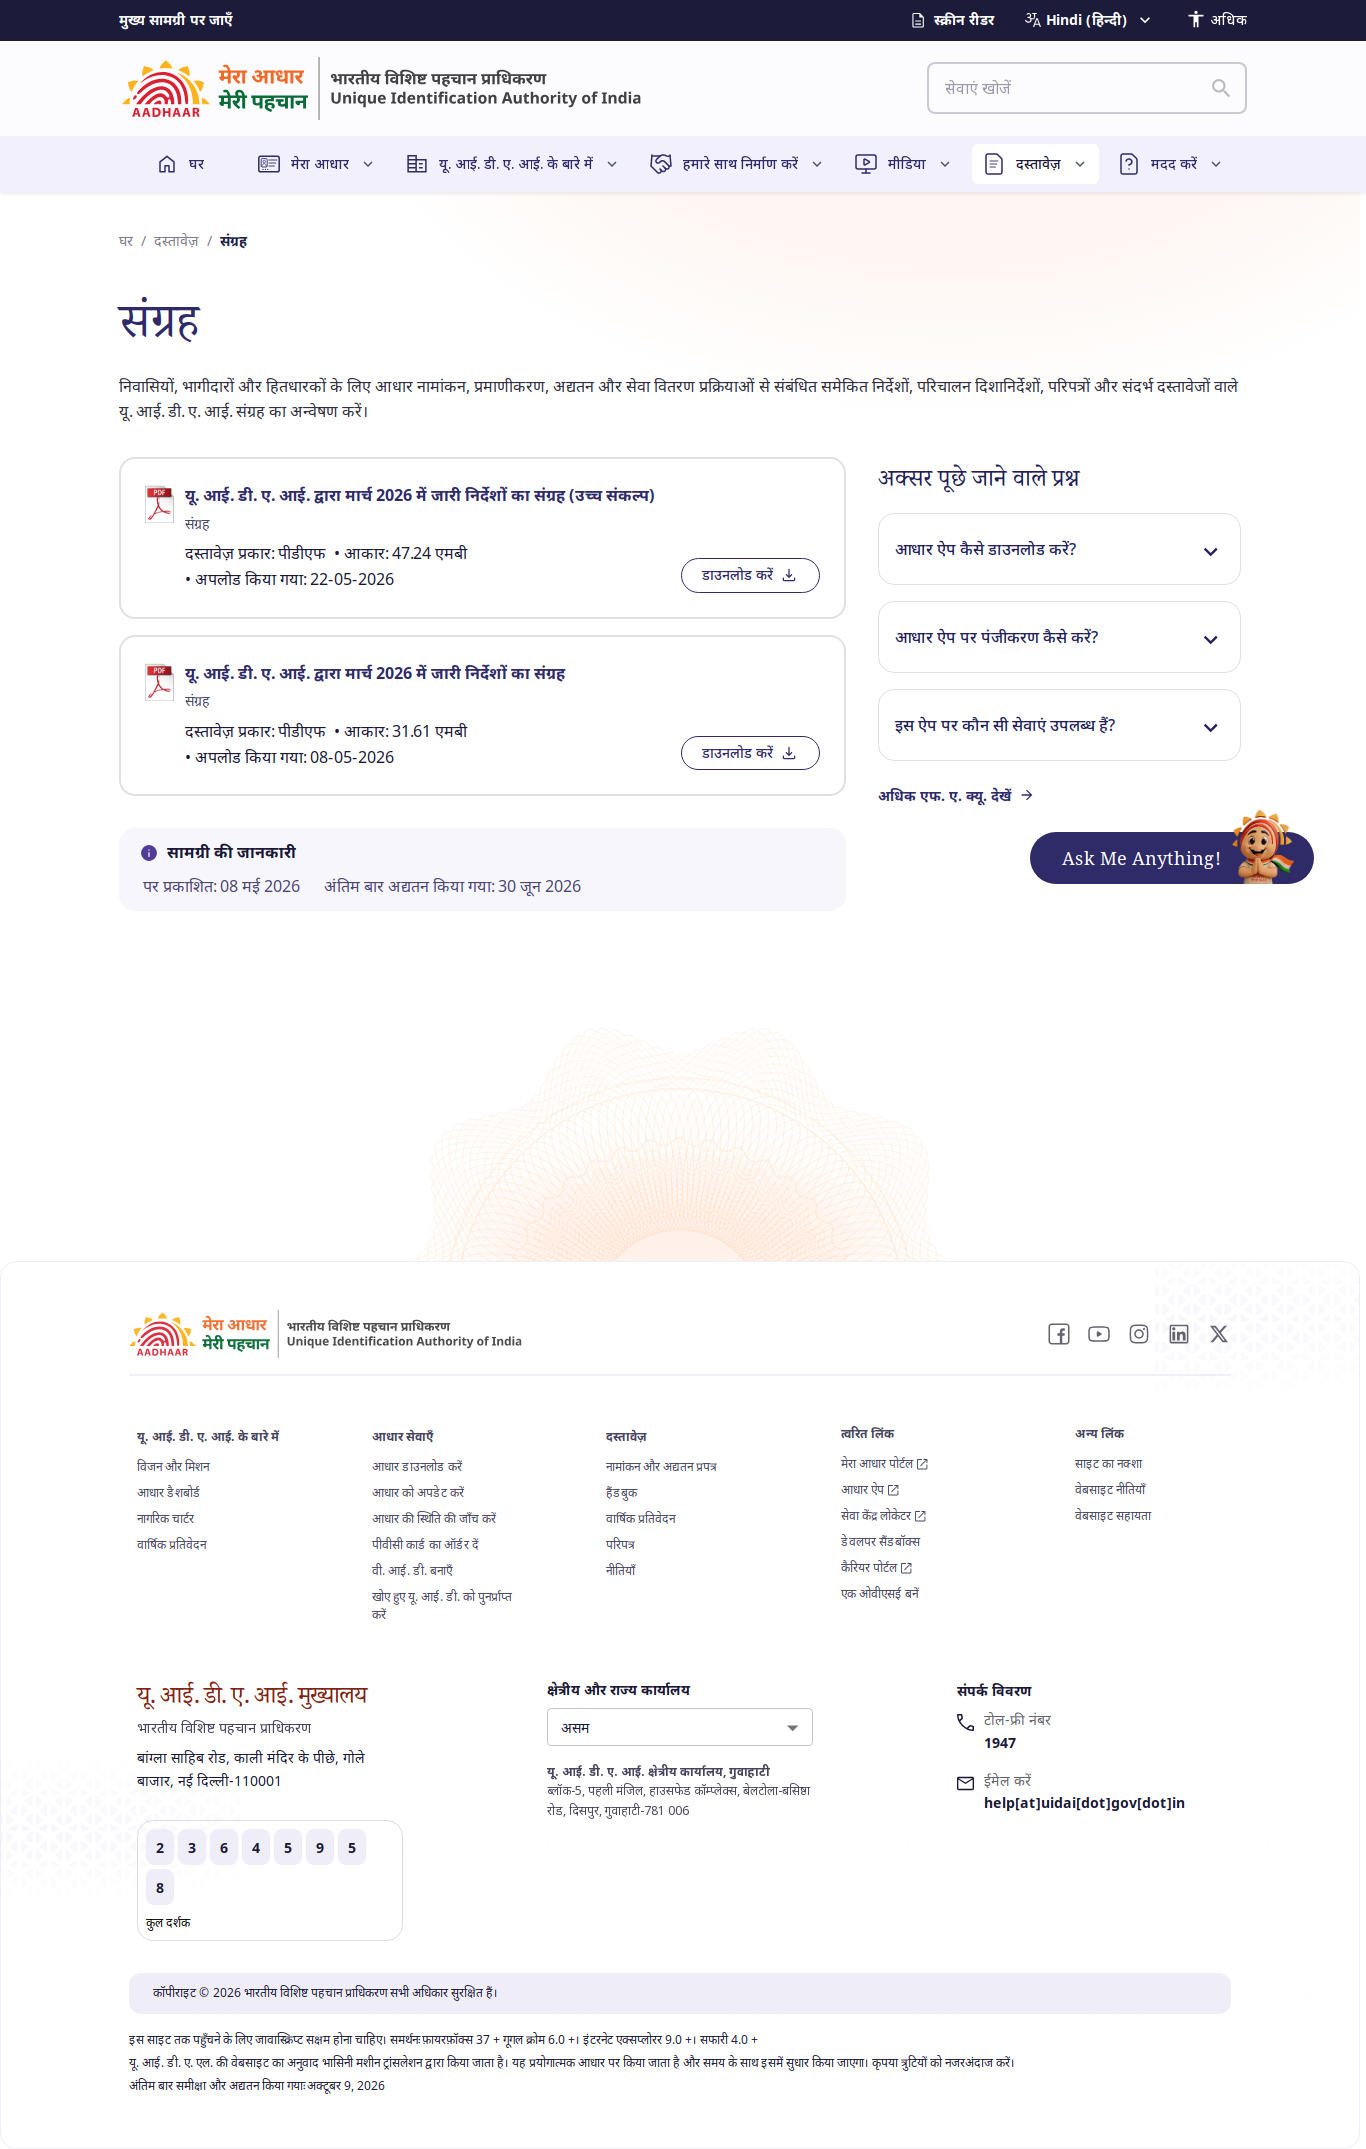 मुख्य सामग्री पर जाएँ
स्क्रीन रीडर
Hindi (हिन्दी)
अधिक
AADHAAR
मेरा आधार
मेरी पहचान
भारतीय विशिष्ट पहचान प्राधिकरण
Unique Identification Authority of India
सेवाएं खोजें
घर
मेरा आधार
यू. आई. डी. ए. आई. के बारे में
हमारे साथ निर्माण करें
मीडिया
दस्तावेज़
मदद करें
घर / दस्तावेज़ / संग्रह
संग्रह
निवासियों, भागीदारों और हितधारकों के लिए आधार नामांकन, प्रमाणीकरण, अद्यतन और सेवा वितरण प्रक्रियाओं से संबंधित समेकित निर्देशों, परिचालन दिशानिर्देशों, परिपत्रों और संदर्भ दस्तावेजों वाले
यू. आई. डी. ए. आई. संग्रह का अन्वेषण करें।
PDF
यू. आई. डी. ए. आई. द्वारा मार्च 2026 में जारी निर्देशों का संग्रह (उच्च संकल्प)
संग्रह
दस्तावेज़ प्रकार: पीडीएफ • आकार: 47.24 एमबी
• अपलोड किया गया: 22-05-2026
डाउनलोड करें
PDF
यू. आई. डी. ए. आई. द्वारा मार्च 2026 में जारी निर्देशों का संग्रह
संग्रह
दस्तावेज़ प्रकार: पीडीएफ • आकार: 31.61 एमबी
• अपलोड किया गया: 08-05-2026
डाउनलोड करें
सामग्री की जानकारी
पर प्रकाशित: 08 मई 2026 अंतिम बार अद्यतन किया गया: 30 जून 2026
अक्सर पूछे जाने वाले प्रश्न
आधार ऐप कैसे डाउनलोड करें?
आधार ऐप पर पंजीकरण कैसे करें?
इस ऐप पर कौन सी सेवाएं उपलब्ध हैं?
अधिक एफ. ए. क्यू. देखें
Ask Me Anything!
AADHAAR
मेरा आधार
मेरी पहचान
भारतीय विशिष्ट पहचान प्राधिकरण
Unique Identification Authority of India
यू. आई. डी. ए. आई. के बारे में
विजन और मिशन
आधार डैशबोर्ड
नागरिक चार्टर
वार्षिक प्रतिवेदन
आधार सेवाएँ
आधार डाउनलोड करें
आधार को अपडेट करें
आधार की स्थिति की जाँच करें
पीवीसी कार्ड का ऑर्डर दें
वी. आई. डी. बनाएँ
खोए हुए यू. आई. डी. को पुनर्प्राप्त
करें
दस्तावेज़
नामांकन और अद्यतन प्रपत्र
हैंडबुक
वार्षिक प्रतिवेदन
परिपत्र
नीतियाँ
त्वरित लिंक
मेरा आधार पोर्टल
आधार ऐप
सेवा केंद्र लोकेटर
डेवलपर सैंडबॉक्स
कैरियर पोर्टल
एक ओवीएसई बनें
अन्य लिंक
साइट का नक्शा
वेबसाइट नीतियाँ
वेबसाइट सहायता
यू. आई. डी. ए. आई. मुख्यालय
भारतीय विशिष्ट पहचान प्राधिकरण
बांग्ला साहिब रोड, काली मंदिर के पीछे, गोले
बाजार, नई दिल्ली-110001
2 3 6 4 5 9 5
8
कुल दर्शक
क्षेत्रीय और राज्य कार्यालय
असम
यू. आई. डी. ए. आई. क्षेत्रीय कार्यालय, गुवाहाटी
ब्लॉक-5, पहली मंजिल, हाउसफेड कॉम्प्लेक्स, बेलटोला-बसिष्ठा
रोड, दिसपुर, गुवाहाटी-781 006
संपर्क विवरण
टोल-फ्री नंबर
1947
ईमेल करें
help[at]uidai[dot]gov[dot]in
कॉपीराइट © 2026 भारतीय विशिष्ट पहचान प्राधिकरण सभी अधिकार सुरक्षित हैं।
इस साइट तक पहुँचने के लिए जावास्क्रिप्ट सक्षम होना चाहिए। समर्थनः फ़ायरफ़ॉक्स 37 + गूगल क्रोम 6.0 +। इंटरनेट एक्सप्लोरर 9.0 +। सफारी 4.0 +
यू. आई. डी. ए. एल. की वेबसाइट का अनुवाद भासिनी मशीन ट्रांसलेशन द्वारा किया जाता है। यह प्रयोगात्मक आधार पर किया जाता है और समय के साथ इसमें सुधार किया जाएगा। कृपया त्रुटियों को नजरअंदाज करें।
अंतिम बार समीक्षा और अद्यतन किया गयाः अक्टूबर 9, 2026